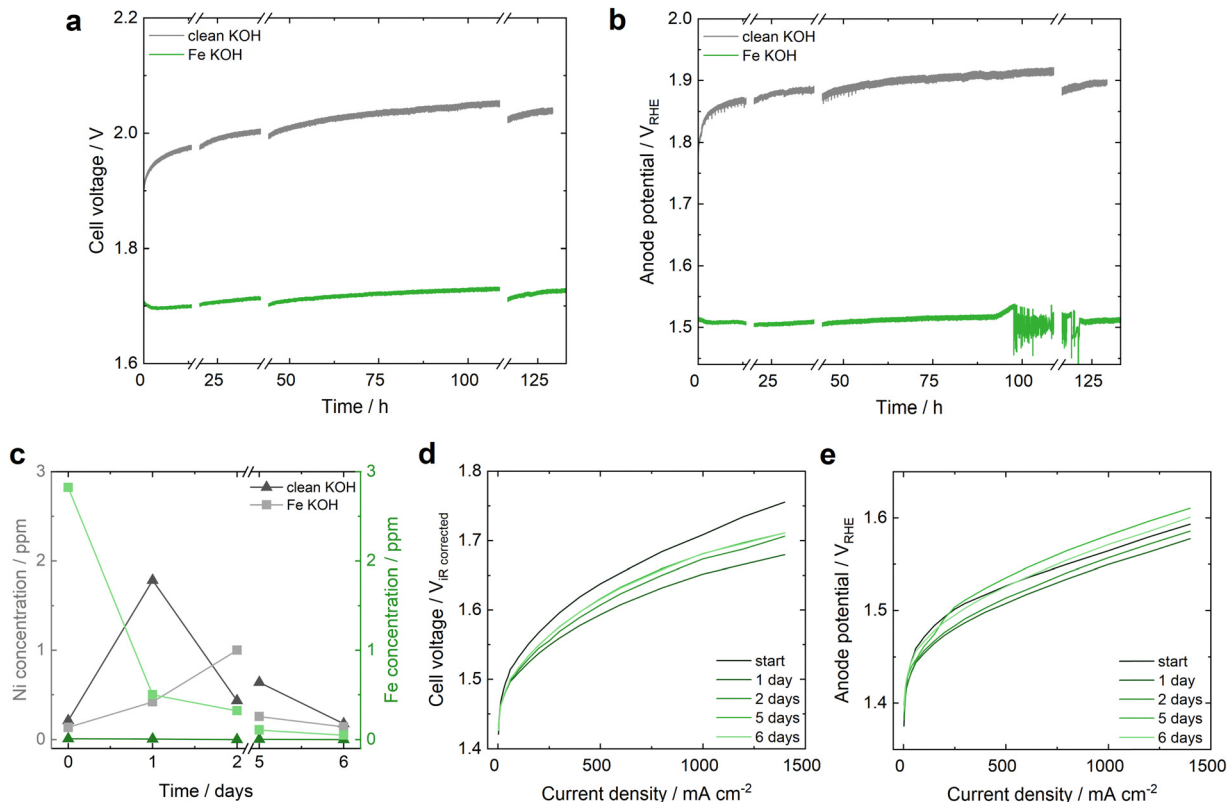 a
2.2
2.0
1.8
1.6
Cell voltage / V
clean KOH
Fe KOH
0
25
50
75
100
125
Time / h
b
2.0
1.9
1.8
1.7
1.6
1.5
Anode potential / V_RHE
clean KOH
Fe KOH
0
25
50
75
100
125
Time / h
c
3
2
1
0
Ni concentration / ppm
clean KOH
Fe KOH
3
2
1
0
Fe concentration / ppm
0
1
2
5
6
Time / days
d
1.8
1.7
1.6
1.5
1.4
Cell voltage / V_iR corrected
start
1 day
2 days
5 days
6 days
0
500
1000
1500
Current density / mA cm⁻²
e
1.6
1.5
1.4
Anode potential / V_RHE
start
1 day
2 days
5 days
6 days
0
500
1000
1500
Current density / mA cm⁻²